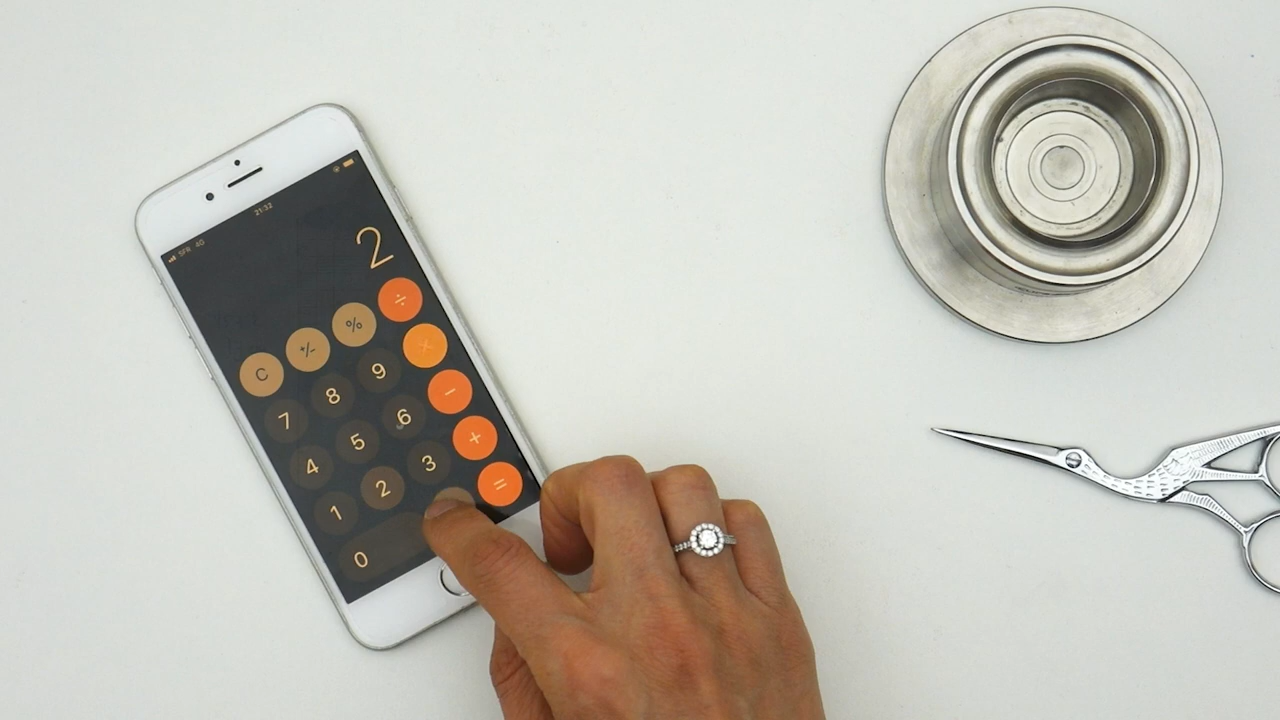 SFR 4G 21:32
2
C +/- % ÷
7 8 9 ×
4 5 6 −
1 2 3 +
0 =